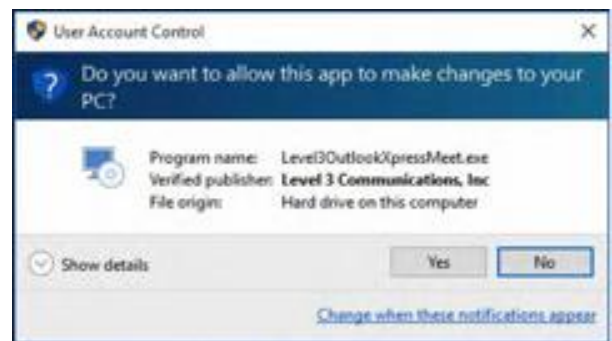 User Account Control
Do you want to allow this app to make changes to your
PC?
Program name: Level3OutlookXpressMeet.exe
Verified publisher: Level 3 Communications, Inc
File origin: Hard drive on this computer
Show details
Yes
No
Change when these notifications appear